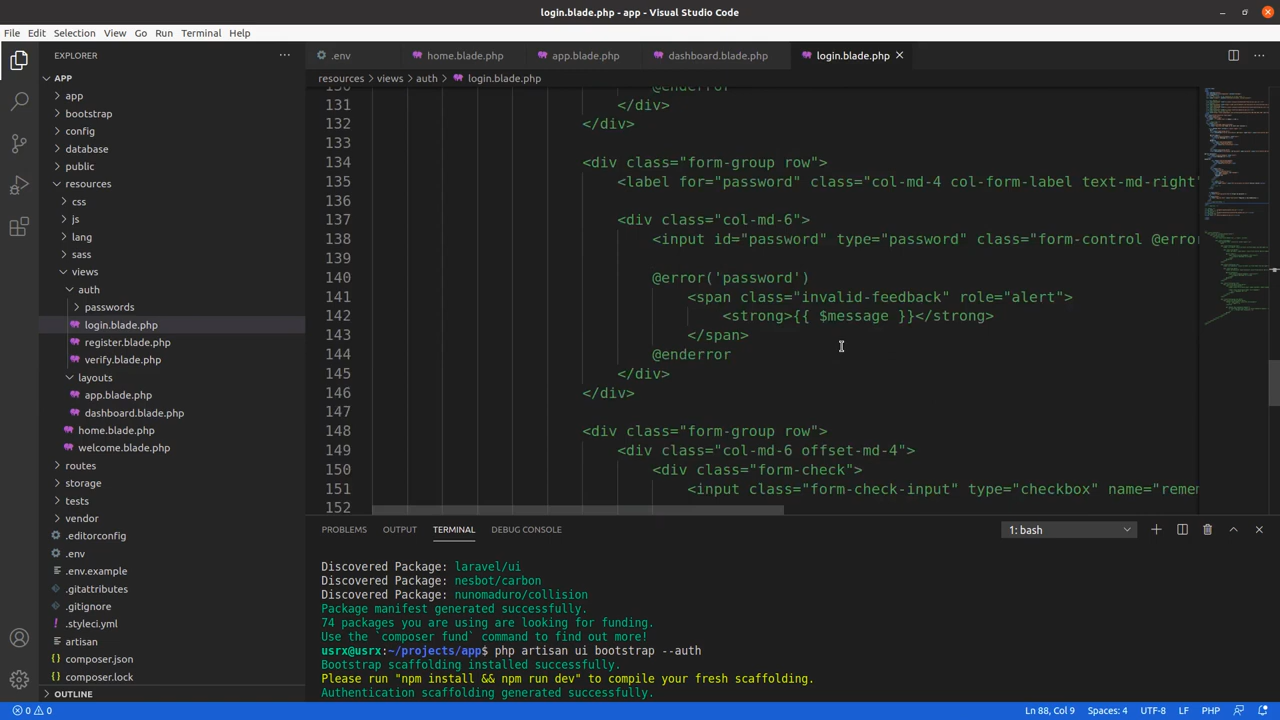 login.blade.php - app - Visual Studio Code
File Edit Selection View Go Run Terminal Help
EXPLORER
.env home.blade.php app.blade.php dashboard.blade.php login.blade.php
APP
resources > views > auth > login.blade.php
app
bootstrap
config
database
public
resources
css
js
lang
sass
views
auth
passwords
login.blade.php
register.blade.php
verify.blade.php
layouts
app.blade.php
dashboard.blade.php
home.blade.php
welcome.blade.php
routes
storage
tests
vendor
.editorconfig
.env
.env.example
.gitattributes
.gitignore
.styleci.yml
artisan
composer.json
composer.lock
OUTLINE
130 @enderror
131 </div>
132 </div>
133
134 <div class="form-group row">
135 <label for="password" class="col-md-4 col-form-label text-md-right"
136
137 <div class="col-md-6">
138 <input id="password" type="password" class="form-control @erro
139
140 @error('password')
141 <span class="invalid-feedback" role="alert">
142 <strong>{{ $message }}</strong>
143 </span>
144 @enderror
145 </div>
146 </div>
147
148 <div class="form-group row">
149 <div class="col-md-6 offset-md-4">
150 <div class="form-check">
151 <input class="form-check-input" type="checkbox" name="remem
152
PROBLEMS OUTPUT TERMINAL DEBUG CONSOLE 1: bash
Discovered Package: laravel/ui
Discovered Package: nesbot/carbon
Discovered Package: nunomaduro/collision
Package manifest generated successfully.
74 packages you are using are looking for funding.
Use the `composer fund` command to find out more!
usrx@usrx:~/projects/app$ php artisan ui bootstrap --auth
Bootstrap scaffolding installed successfully.
Please run "npm install && npm run dev" to compile your fresh scaffolding.
Authentication scaffolding generated successfully.
0 0 Ln 88, Col 9 Spaces: 4 UTF-8 LF PHP